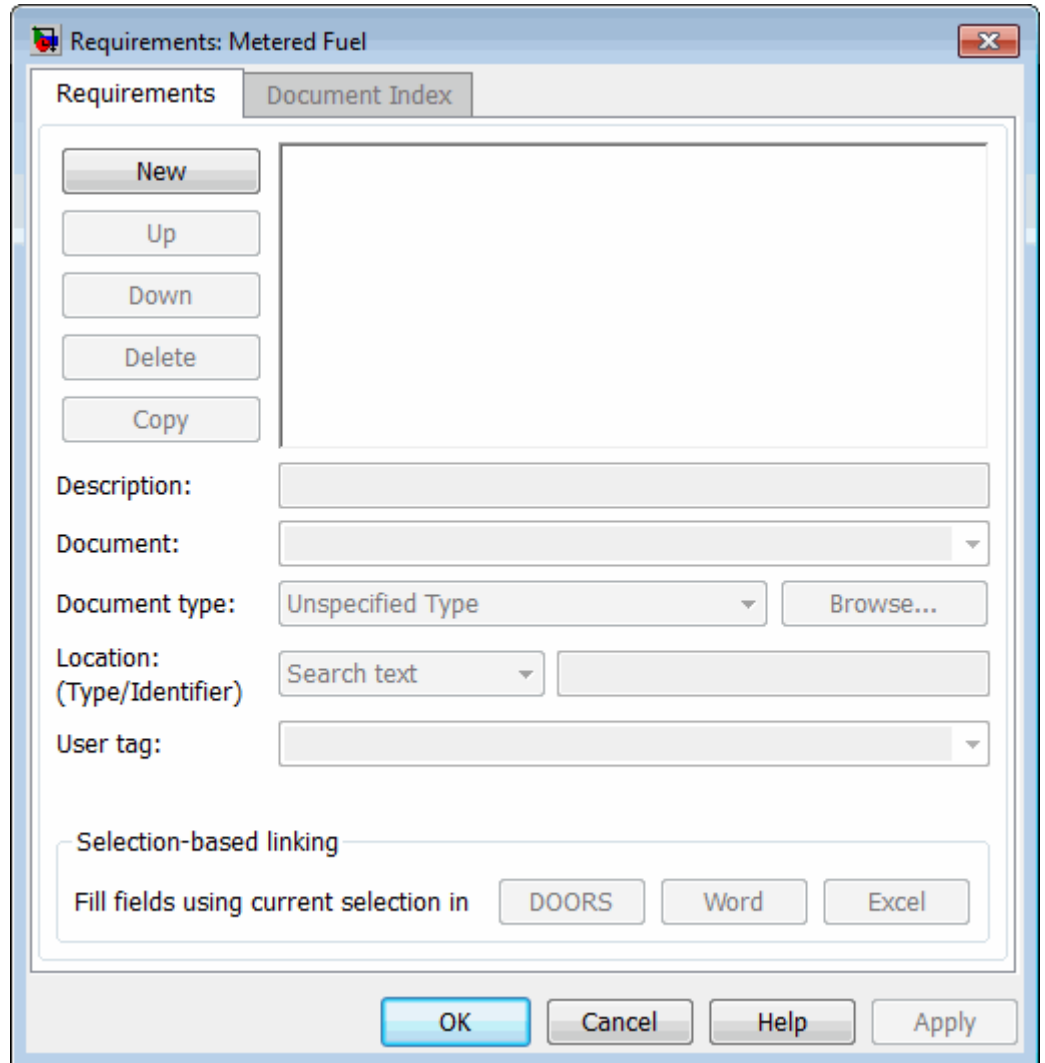 Requirements: Metered Fuel
Requirements Document Index
New
Up
Down
Delete
Copy
Description:
Document:
Document type: Unspecified Type Browse...
Location:
(Type/Identifier) Search text
User tag:
Selection-based linking
Fill fields using current selection in DOORS Word Excel
OK Cancel Help Apply